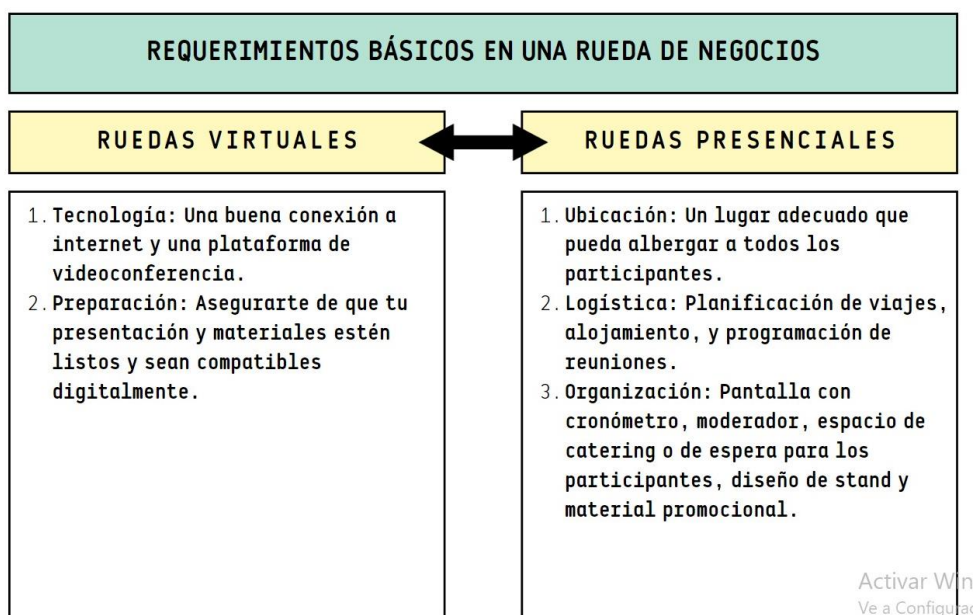 REQUERIMIENTOS BÁSICOS EN UNA RUEDA DE NEGOCIOS
RUEDAS VIRTUALES
1. Tecnología: Una buena conexión a
internet y una plataforma de
videoconferencia.
2. Preparación: Asegurarte de que tu
presentación y materiales estén
listos y sean compatibles
digitalmente.
RUEDAS PRESENCIALES
1. Ubicación: Un lugar adecuado que
pueda albergar a todos los
participantes.
2. Logística: Planificación de viajes,
alojamiento, y programación de
reuniones.
3. Organización: Pantalla con
cronómetro, moderador, espacio de
catering o de espera para los
participantes, diseño de stand y
material promocional.
Activar Win
Ve a Configurac